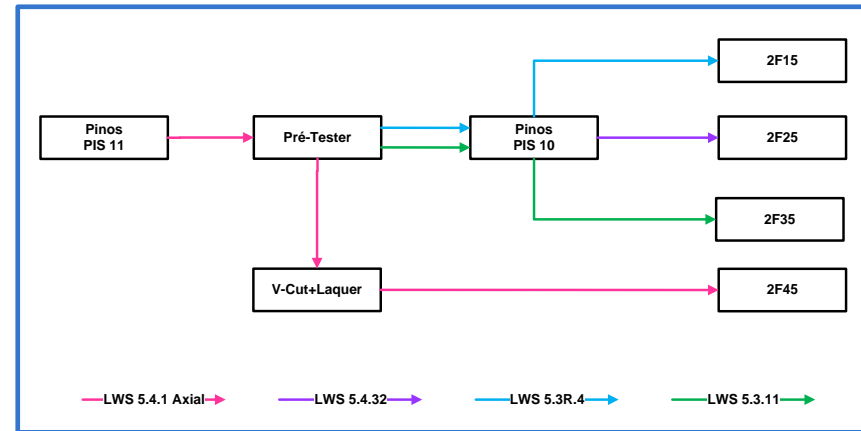 2F15
Pinos
PIS 11
Pré-Tester
Pinos
PIS 10
2F25
2F35
V-Cut+Laquer
2F45
LWS 5.4.1 Axial
LWS 5.4.32
LWS 5.3R.4
LWS 5.3.11